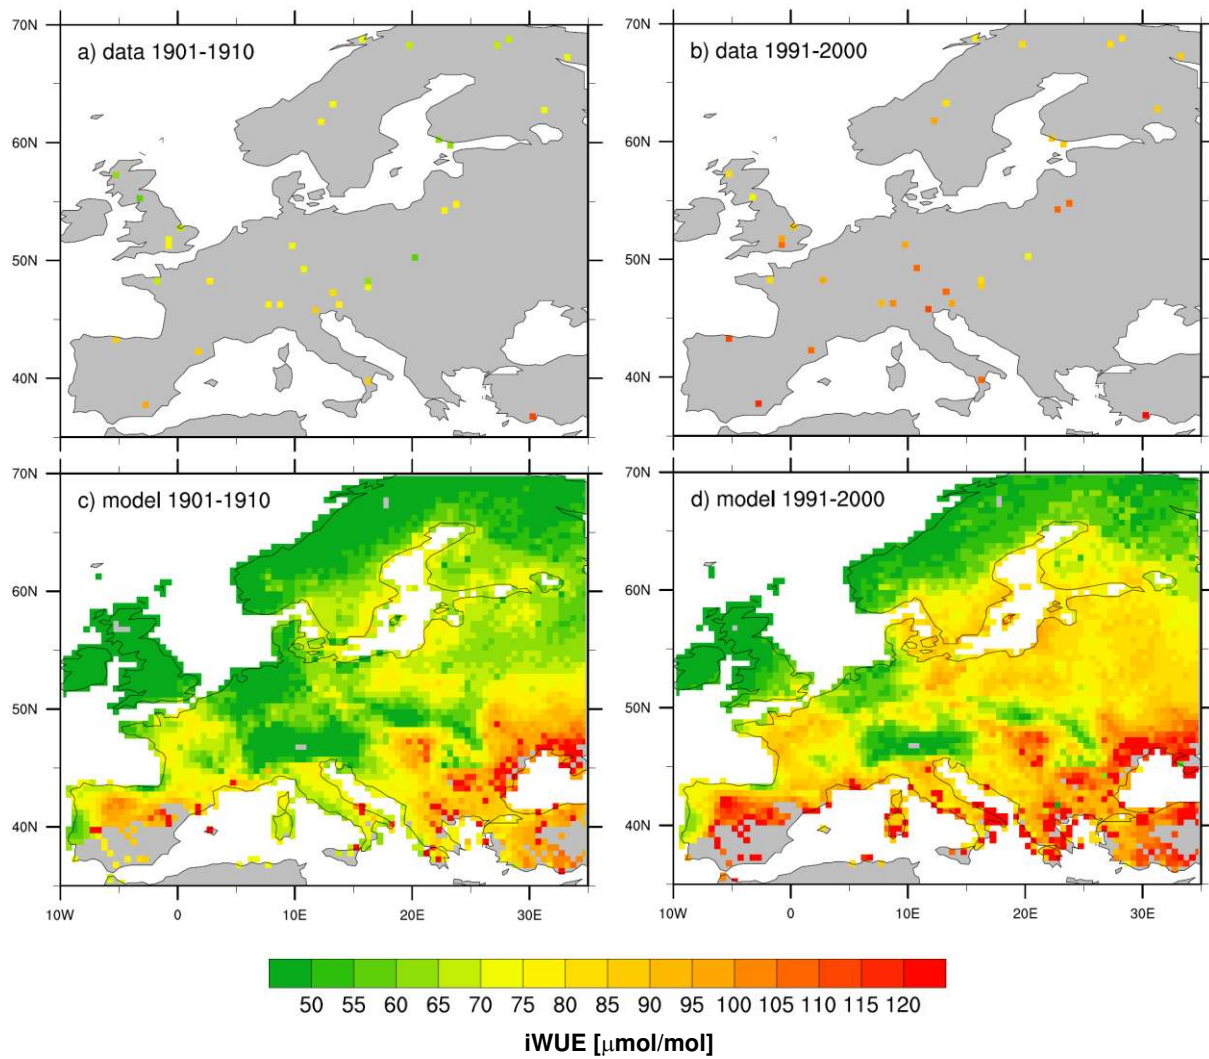 a) data 1901-1910
b) data 1991-2000
70N
60N
50N
40N
70N
60N
50N
40N
c) model 1901-1910
d) model 1991-2000
70N
60N
50N
40N
70N
60N
50N
40N
10W 0 10E 20E 30E
10W 0 10E 20E 30E
50 55 60 65 70 75 80 85 90 95 100 105 110 115 120
iWUE [μmol/mol]